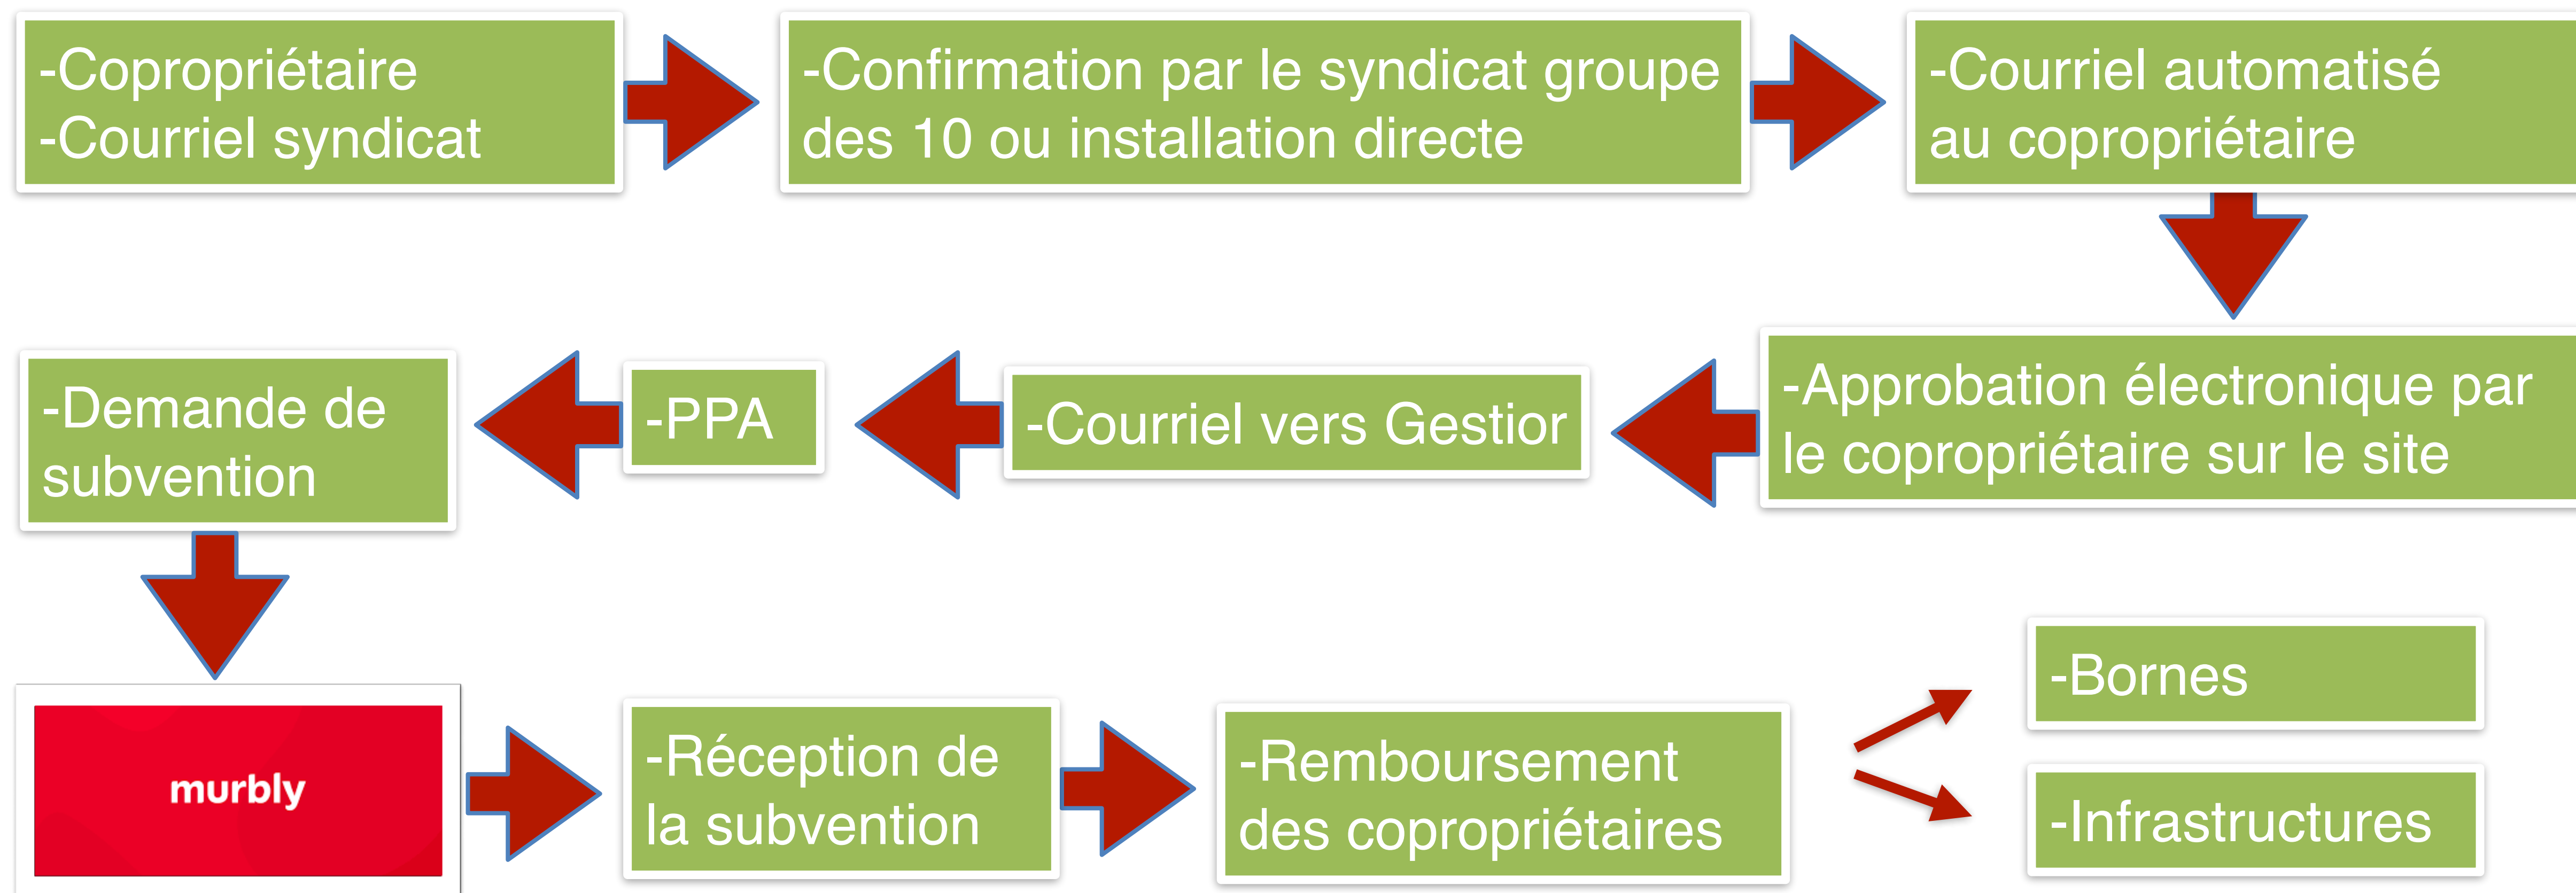 -Copropriétaire
-Courriel syndicat
-Confirmation par le syndicat groupe
des 10 ou installation directe
-Courriel automatisé
au copropriétaire
-Approbation électronique par
le copropriétaire sur le site
-Courriel vers Gestior
-PPA
-Demande de
subvention
murbly
-Réception de
la subvention
-Remboursement
des copropriétaires
-Bornes
-Infrastructures